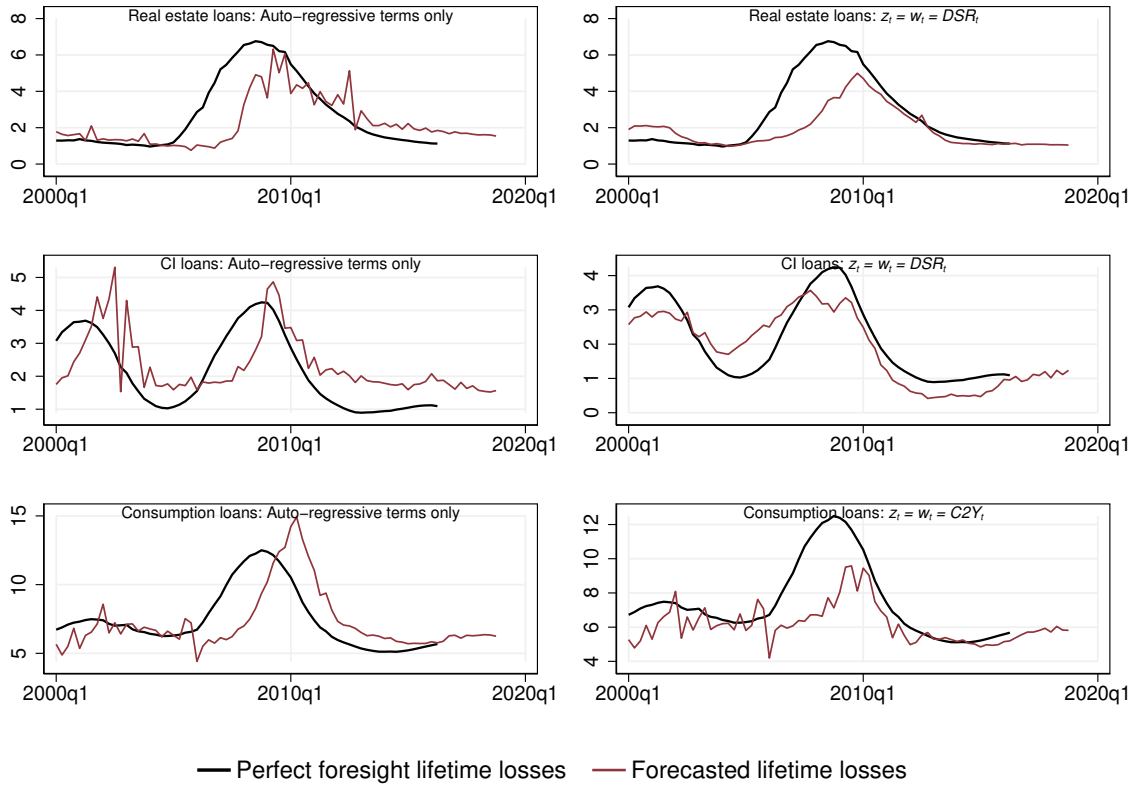 Real estate loans: Auto−regressive terms only
0 2 4 6 8
2000q1 2010q1 2020q1
Real estate loans: zₜ = wₜ = DSRₜ
0 2 4 6 8
2000q1 2010q1 2020q1
CI loans: Auto−regressive terms only
1 2 3 4 5
2000q1 2010q1 2020q1
CI loans: zₜ = wₜ = DSRₜ
0 1 2 3 4
2000q1 2010q1 2020q1
Consumption loans: Auto−regressive terms only
5 10 15
2000q1 2010q1 2020q1
Consumption loans: zₜ = wₜ = C2Yₜ
4 6 8 10 12
2000q1 2010q1 2020q1
Perfect foresight lifetime losses Forecasted lifetime losses